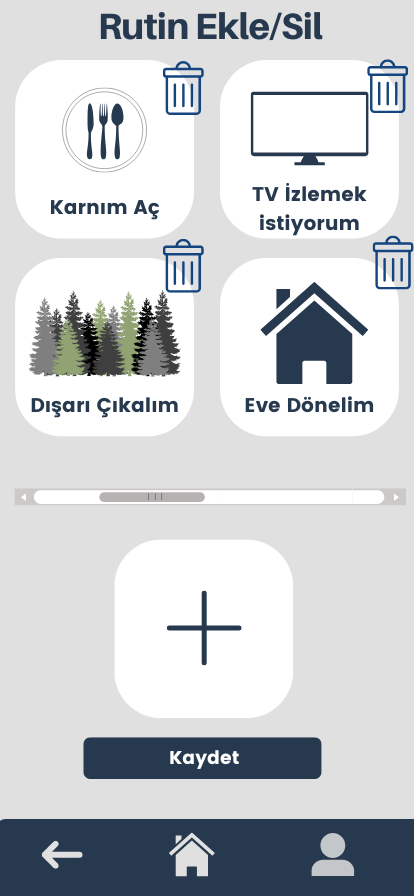 Rutin Ekle/Sil
Karnım Aç
TV İzlemek
istiyorum
Dışarı Çıkalım
Eve Dönelim
Kaydet